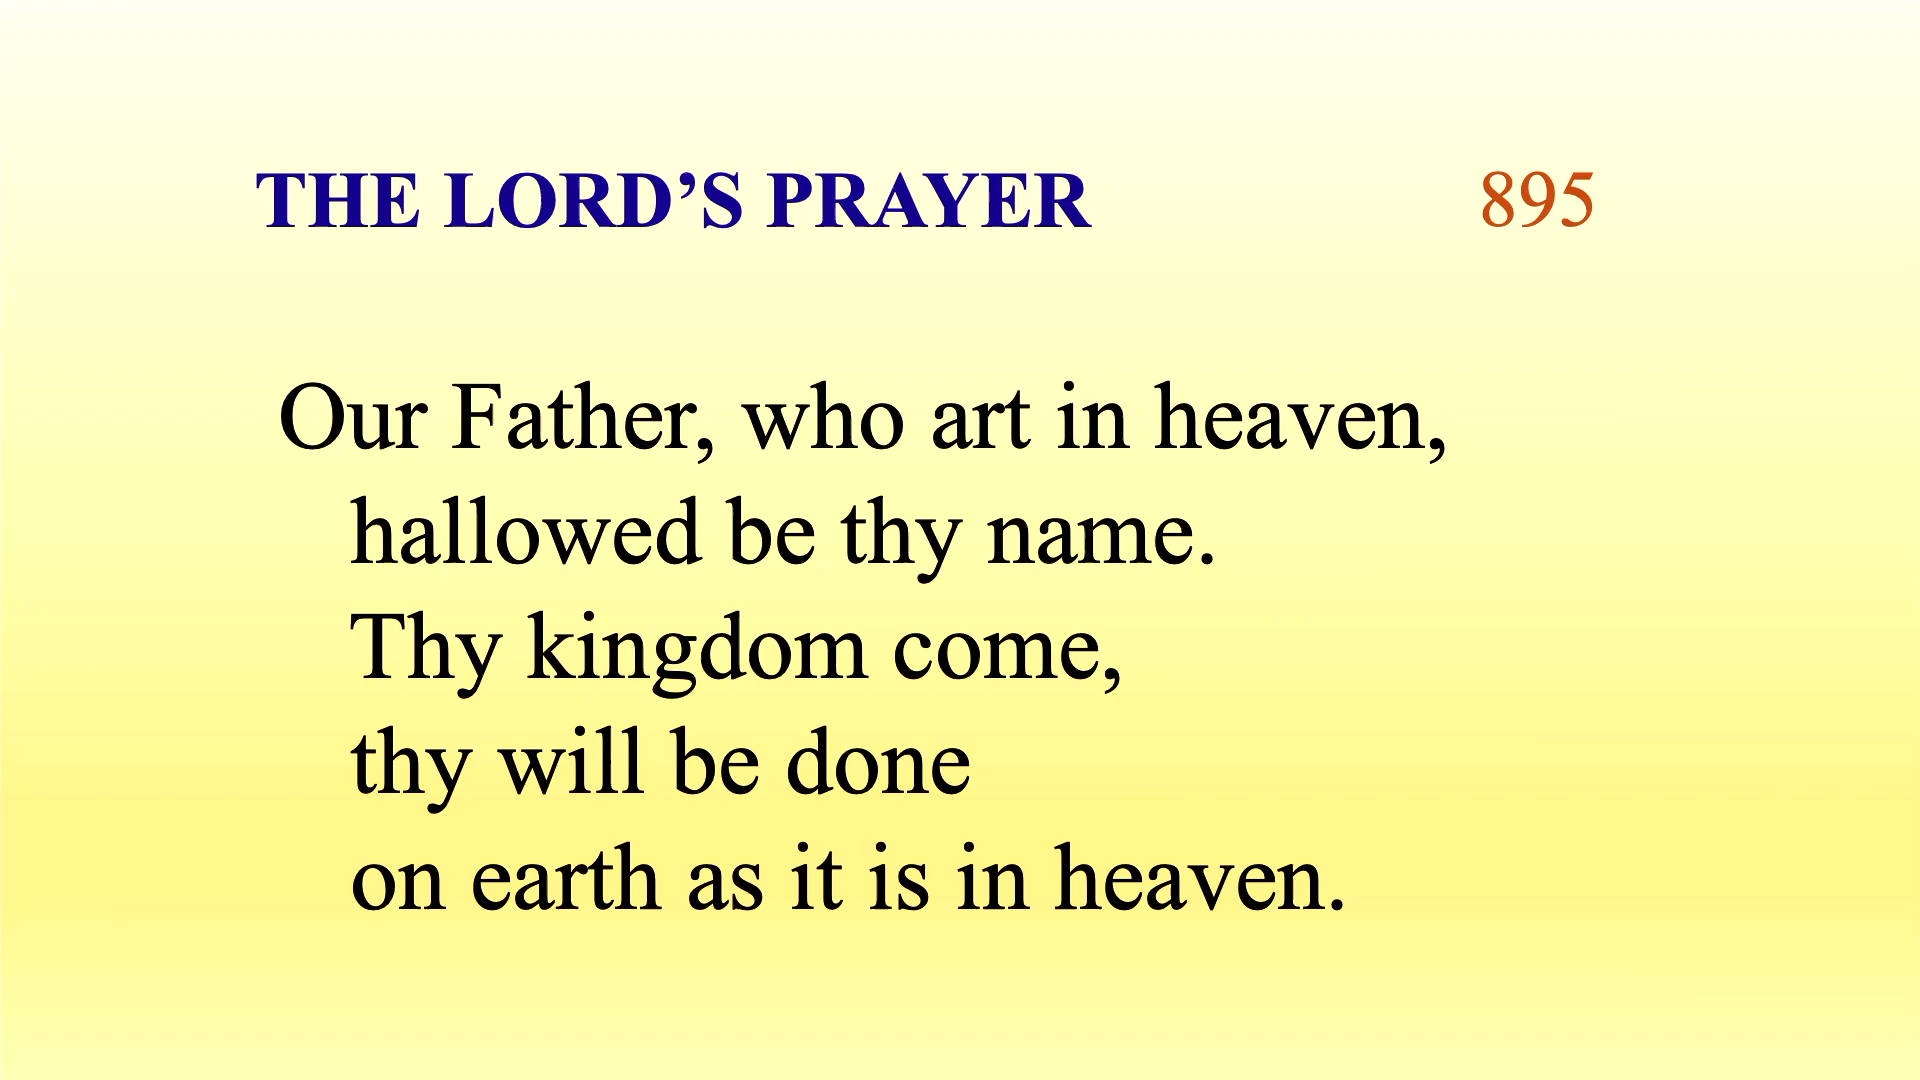 THE LORD’S PRAYER 895
Our Father, who art in heaven,
hallowed be thy name.
Thy kingdom come,
thy will be done
on earth as it is in heaven.